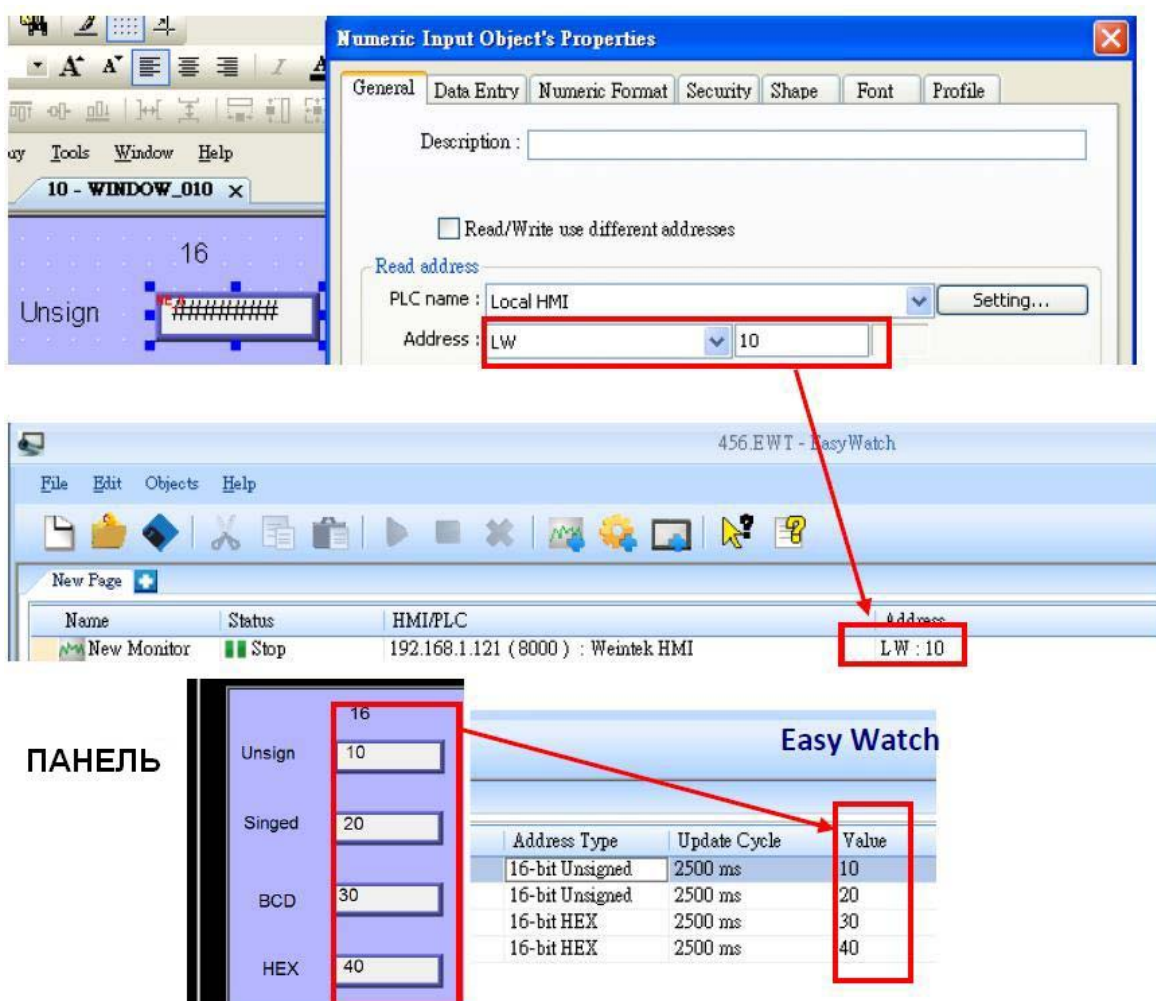 Numeric Input Object's Properties
General Data Entry Numeric Format Security Shape Font Profile
Description :
Tools Window Help
10 - WINDOW_010
Read/Write use different addresses
16
Read address
PLC name : Local HMI Setting...
Unsign ########## Address : LW 10
456.EWT - EasyWatch
File Edit Objects Help
New Page
Name Status HMI/PLC Address
New Monitor Stop 192.168.1.121 ( 8000 ) : Weintek HMI LW : 10
ПАНЕЛЬ
16
Unsign 10
Singed 20
BCD 30
HEX 40
Easy Watch
Address Type Update Cycle Value
16-bit Unsigned 2500 ms 10
16-bit Unsigned 2500 ms 20
16-bit HEX 2500 ms 30
16-bit HEX 2500 ms 40